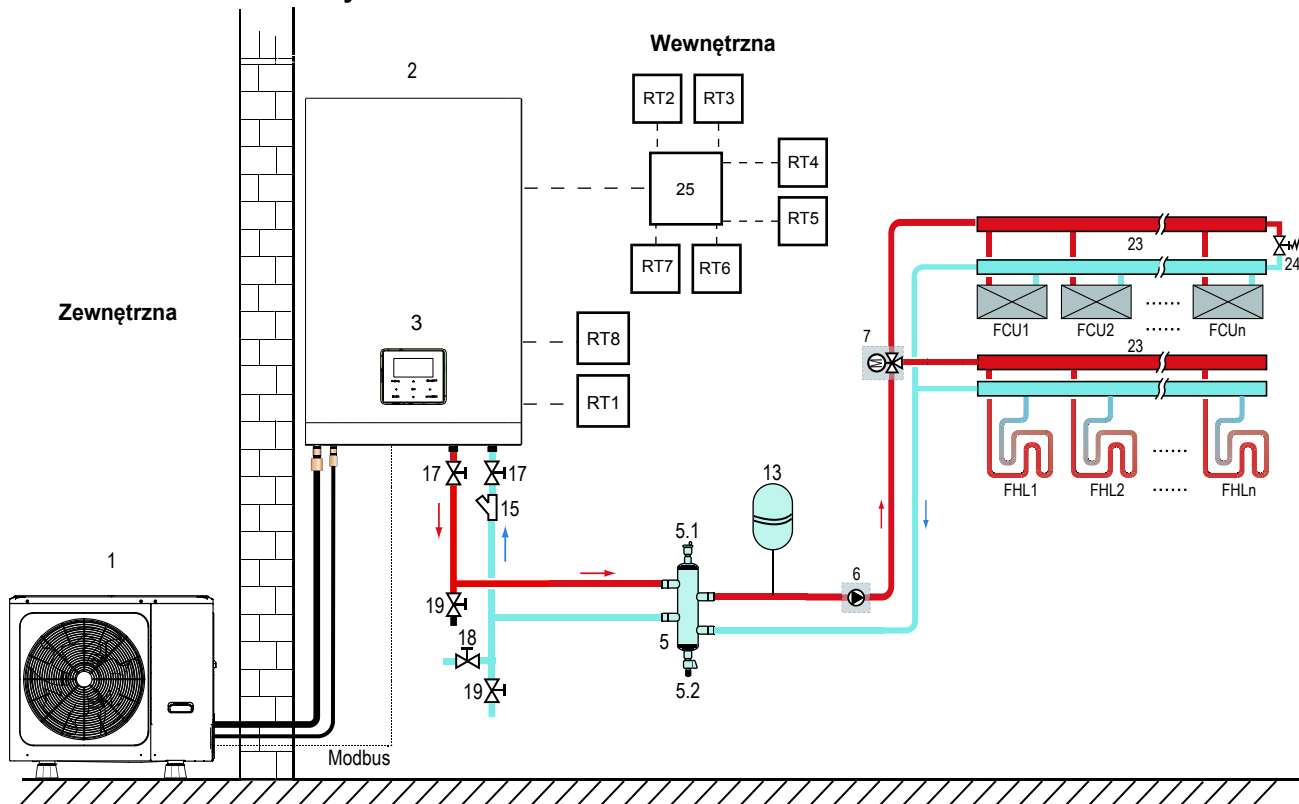 Wewnętrzna
2
RT2
RT3
RT4
25
RT5
RT7
RT6
23
24
Zewnętrzna
FCU1
FCU2
......
......
FCUn
3
RT8
7
23
RT1
17
17
15
13
FHL1
FHL2
......
......
FHLn
1
5.1
6
19
18
5
19
5.2
Modbus